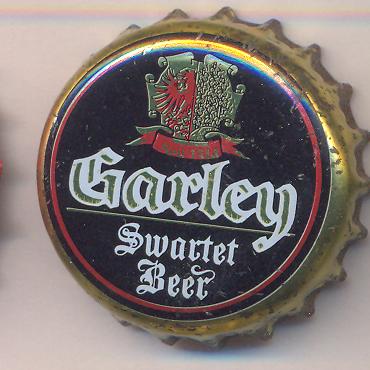 Garley
Swartet
Beer